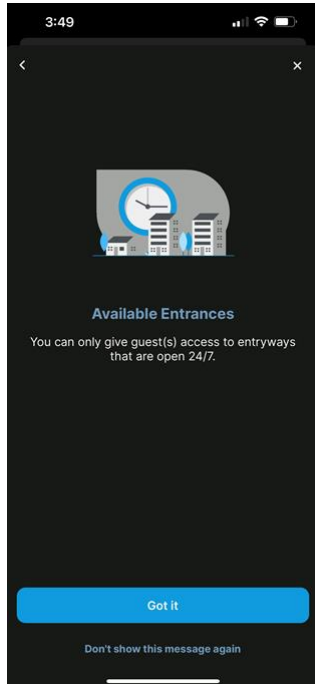 3:49
Available Entrances
You can only give guest(s) access to entryways
that are open 24/7.
Got it
Don't show this message again